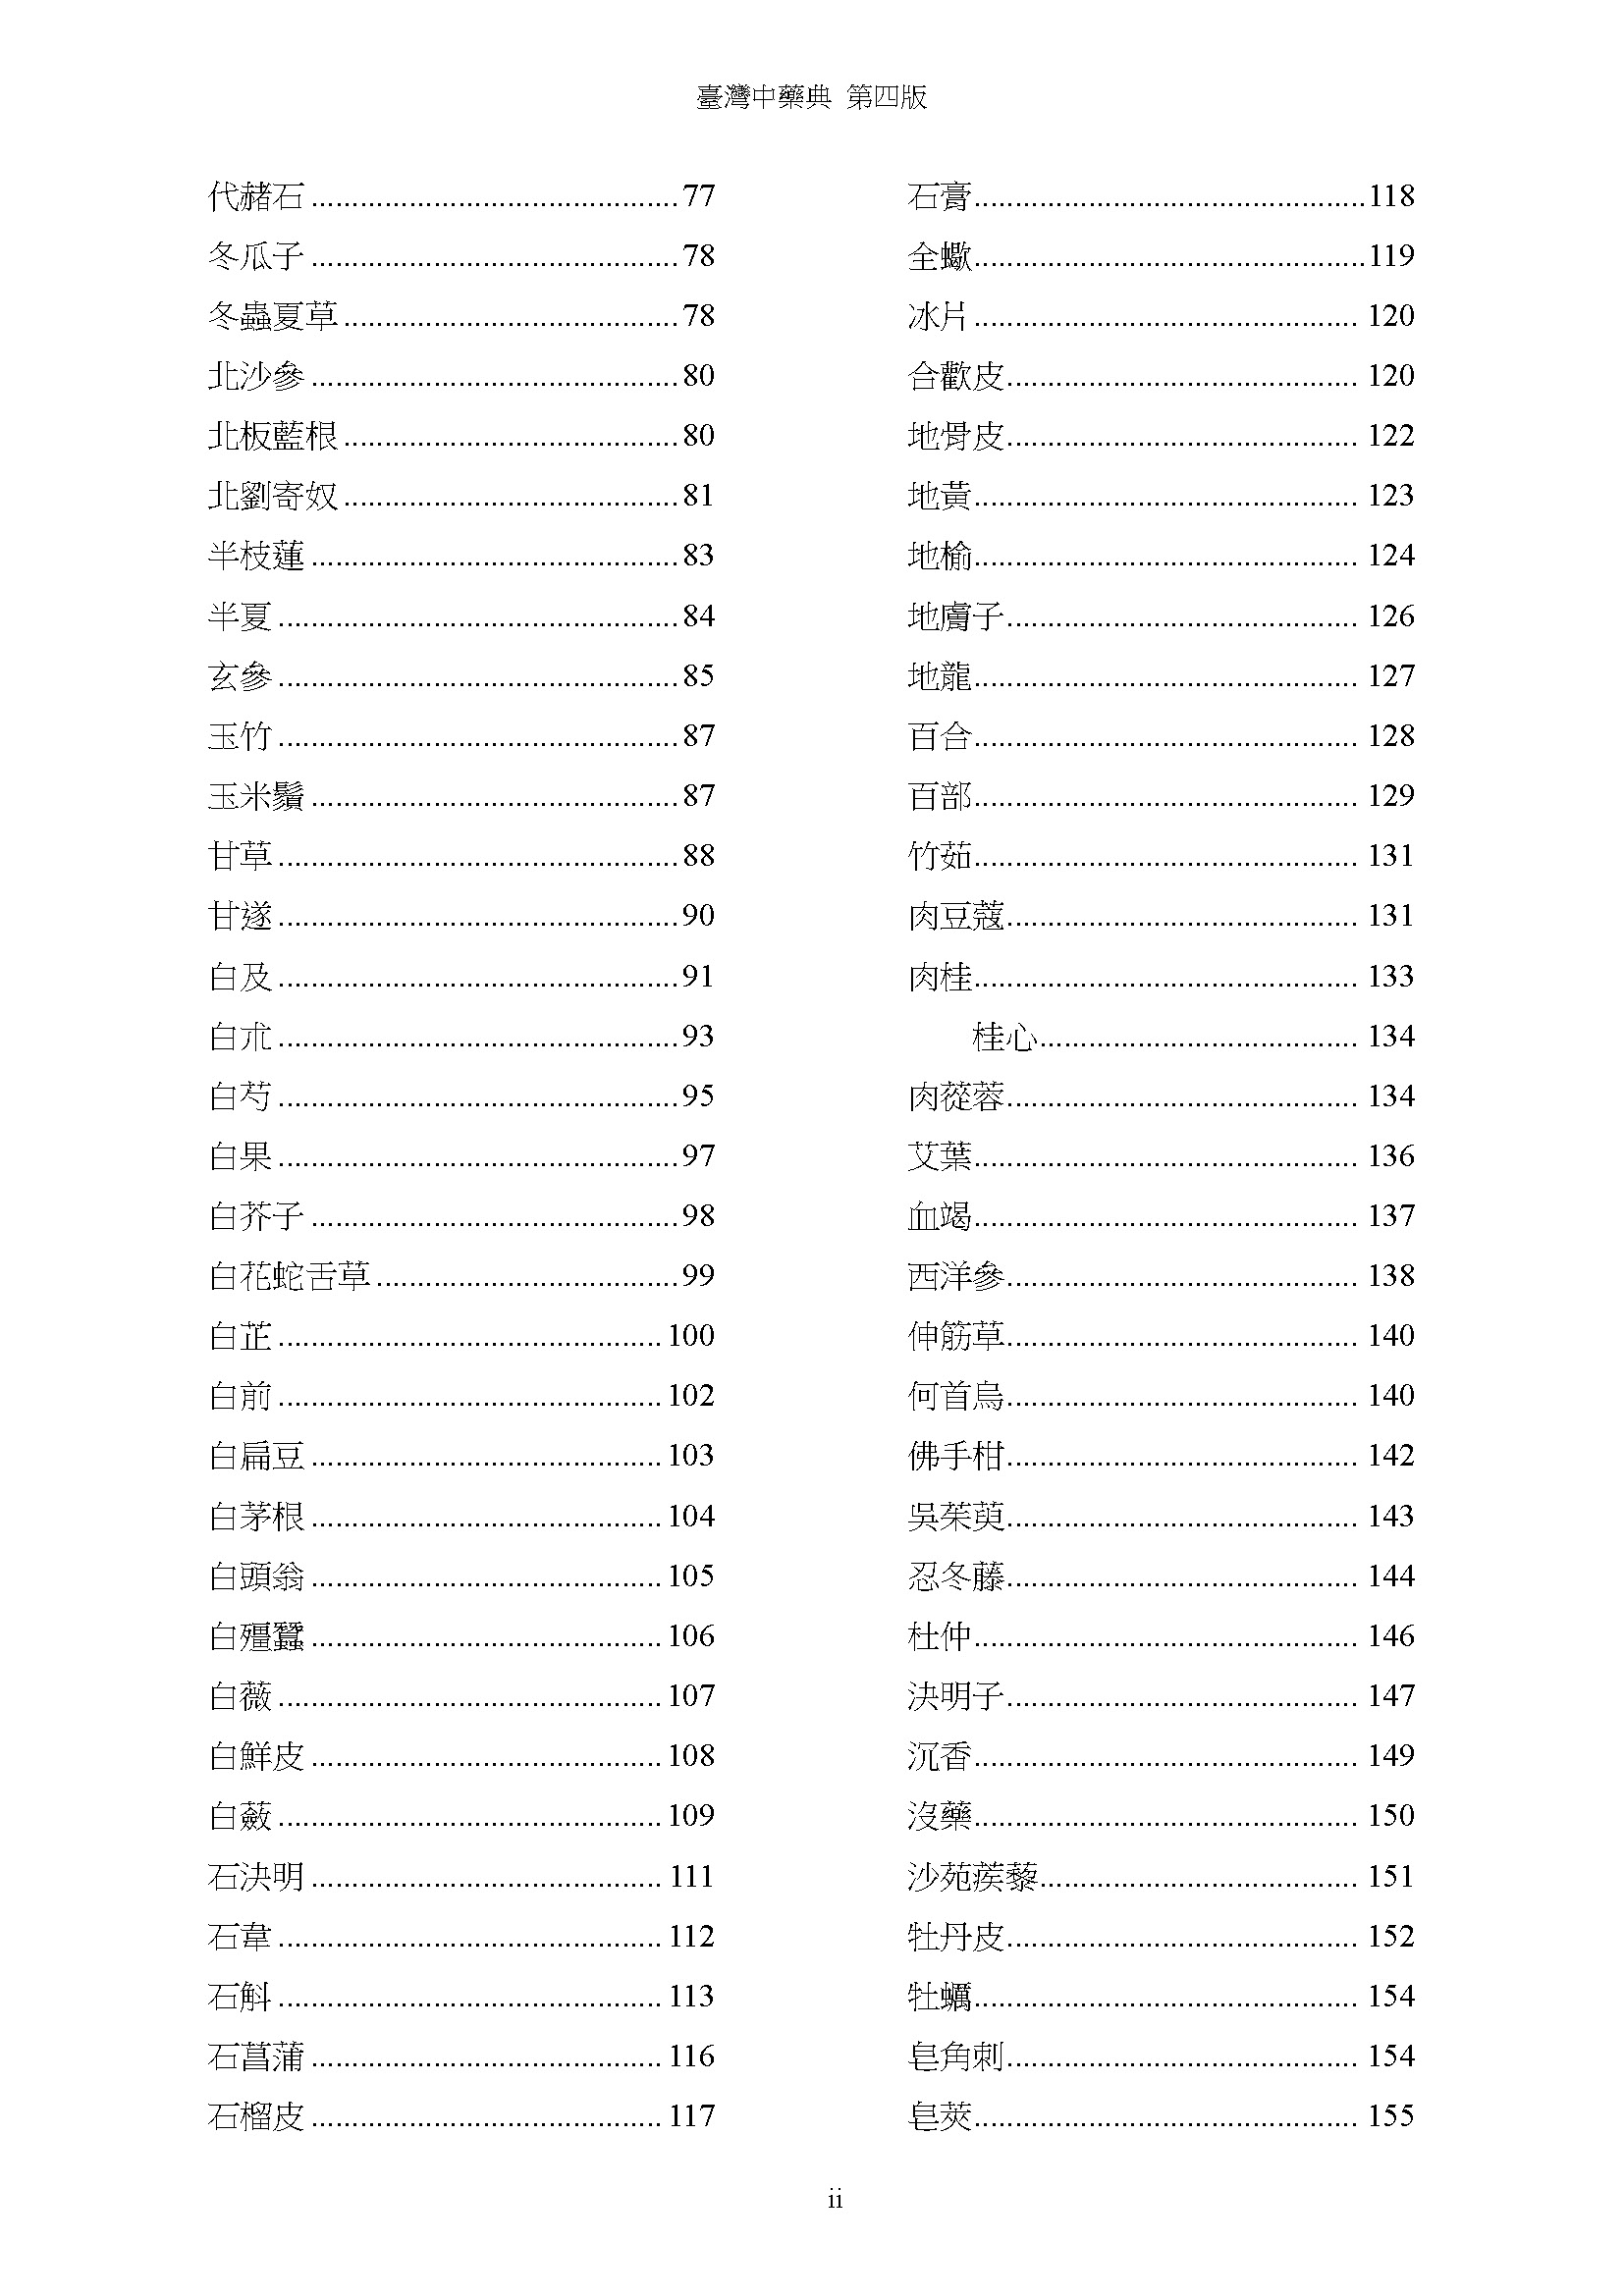 臺灣中藥典 第四版
代赭石 ............................................. 77
冬瓜子 ............................................. 78
冬蟲夏草 ......................................... 78
北沙參 ............................................. 80
北板藍根 ......................................... 80
北劉寄奴 ......................................... 81
半枝蓮 ............................................. 83
半夏 ................................................. 84
玄參 ................................................. 85
玉竹 ................................................. 87
玉米鬚 ............................................. 87
甘草 ................................................. 88
甘遂 ................................................. 90
白及 ................................................. 91
白朮 ................................................. 93
白芍 ................................................. 95
白果 ................................................. 97
白芥子 ............................................. 98
白花蛇舌草 ..................................... 99
白芷 ............................................... 100
白前 ............................................... 102
白扁豆 ........................................... 103
白茅根 ........................................... 104
白頭翁 ........................................... 105
白殭蠶 ........................................... 106
白薇 ............................................... 107
白鮮皮 ........................................... 108
白蘞 ............................................... 109
石決明 ........................................... 111
石韋 ............................................... 112
石斛 ............................................... 113
石菖蒲 ........................................... 116
石榴皮 ........................................... 117
石膏 ................................................ 118
全蠍 ................................................ 119
冰片 ............................................... 120
合歡皮 ........................................... 120
地骨皮 ........................................... 122
地黃 ............................................... 123
地榆 ............................................... 124
地膚子 ........................................... 126
地龍 ............................................... 127
百合 ............................................... 128
百部 ............................................... 129
竹茹 ............................................... 131
肉豆蔻 ........................................... 131
肉桂 ............................................... 133
桂心 ....................................... 134
肉蓯蓉 ........................................... 134
艾葉 ............................................... 136
血竭 ............................................... 137
西洋參 ........................................... 138
伸筋草 ........................................... 140
何首烏 ........................................... 140
佛手柑 ........................................... 142
吳茱萸 ........................................... 143
忍冬藤 ........................................... 144
杜仲 ............................................... 146
決明子 ........................................... 147
沉香 ............................................... 149
沒藥 ............................................... 150
沙苑蒺藜 ....................................... 151
牡丹皮 ........................................... 152
牡蠣 ............................................... 154
皂角刺 ........................................... 154
皂莢 ............................................... 155
ii